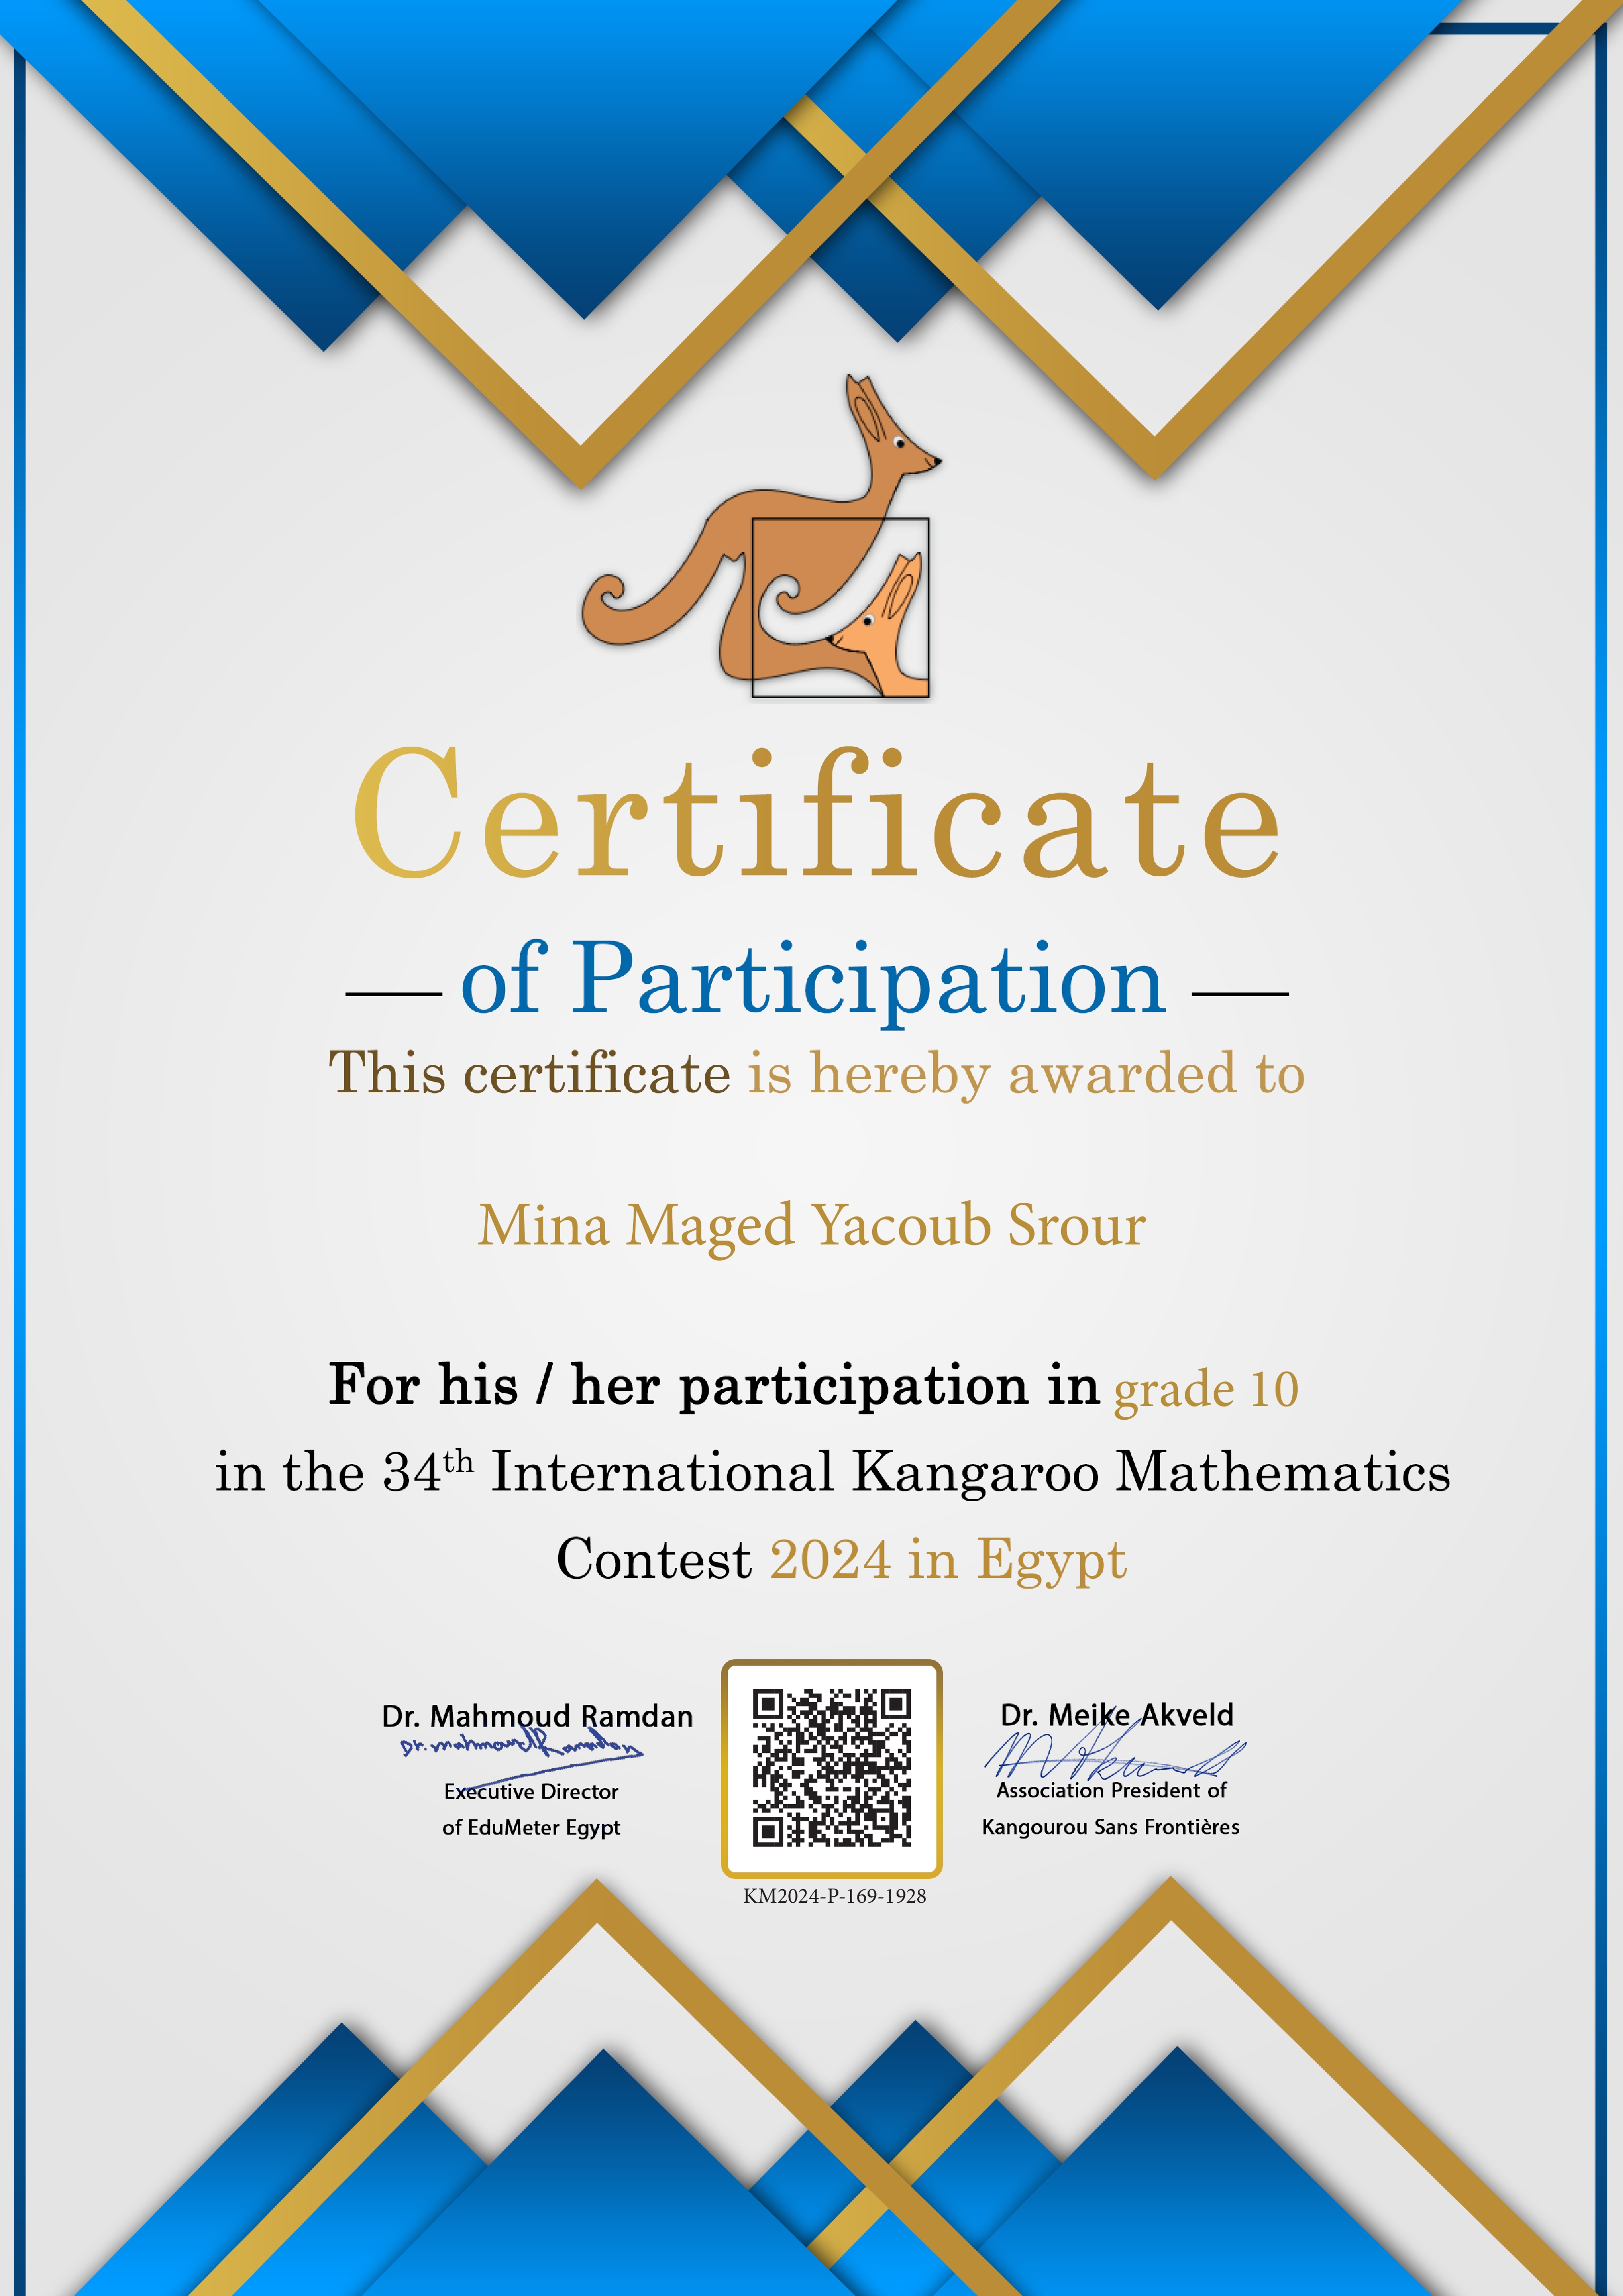 Certificate
of Participation
This certificate is hereby awarded to
Mina Maged Yacoub Srour
For his / her participation in grade 10
in the 34th International Kangaroo Mathematics
Contest 2024 in Egypt
Dr. Mahmoud Ramdan
Dr. mahmoud Ramadan
Executive Director
of EduMeter Egypt
Dr. Meike Akveld
Association President of
Kangourou Sans Frontières
KM2024-P-169-1928